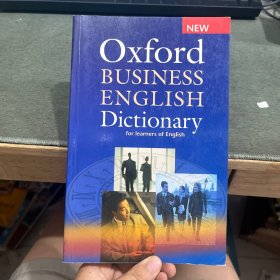 NEW
Oxford
BUSINESS
ENGLISH
Dictionary
for learners of English